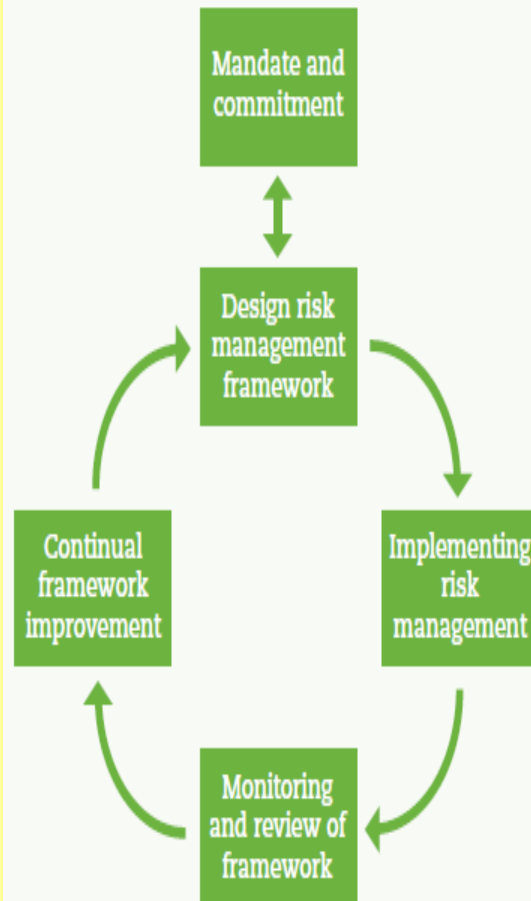 Mandate and
commitment
Design risk
management
framework
Implementing
risk
management
Monitoring
and review of
framework
Continual
framework
improvement